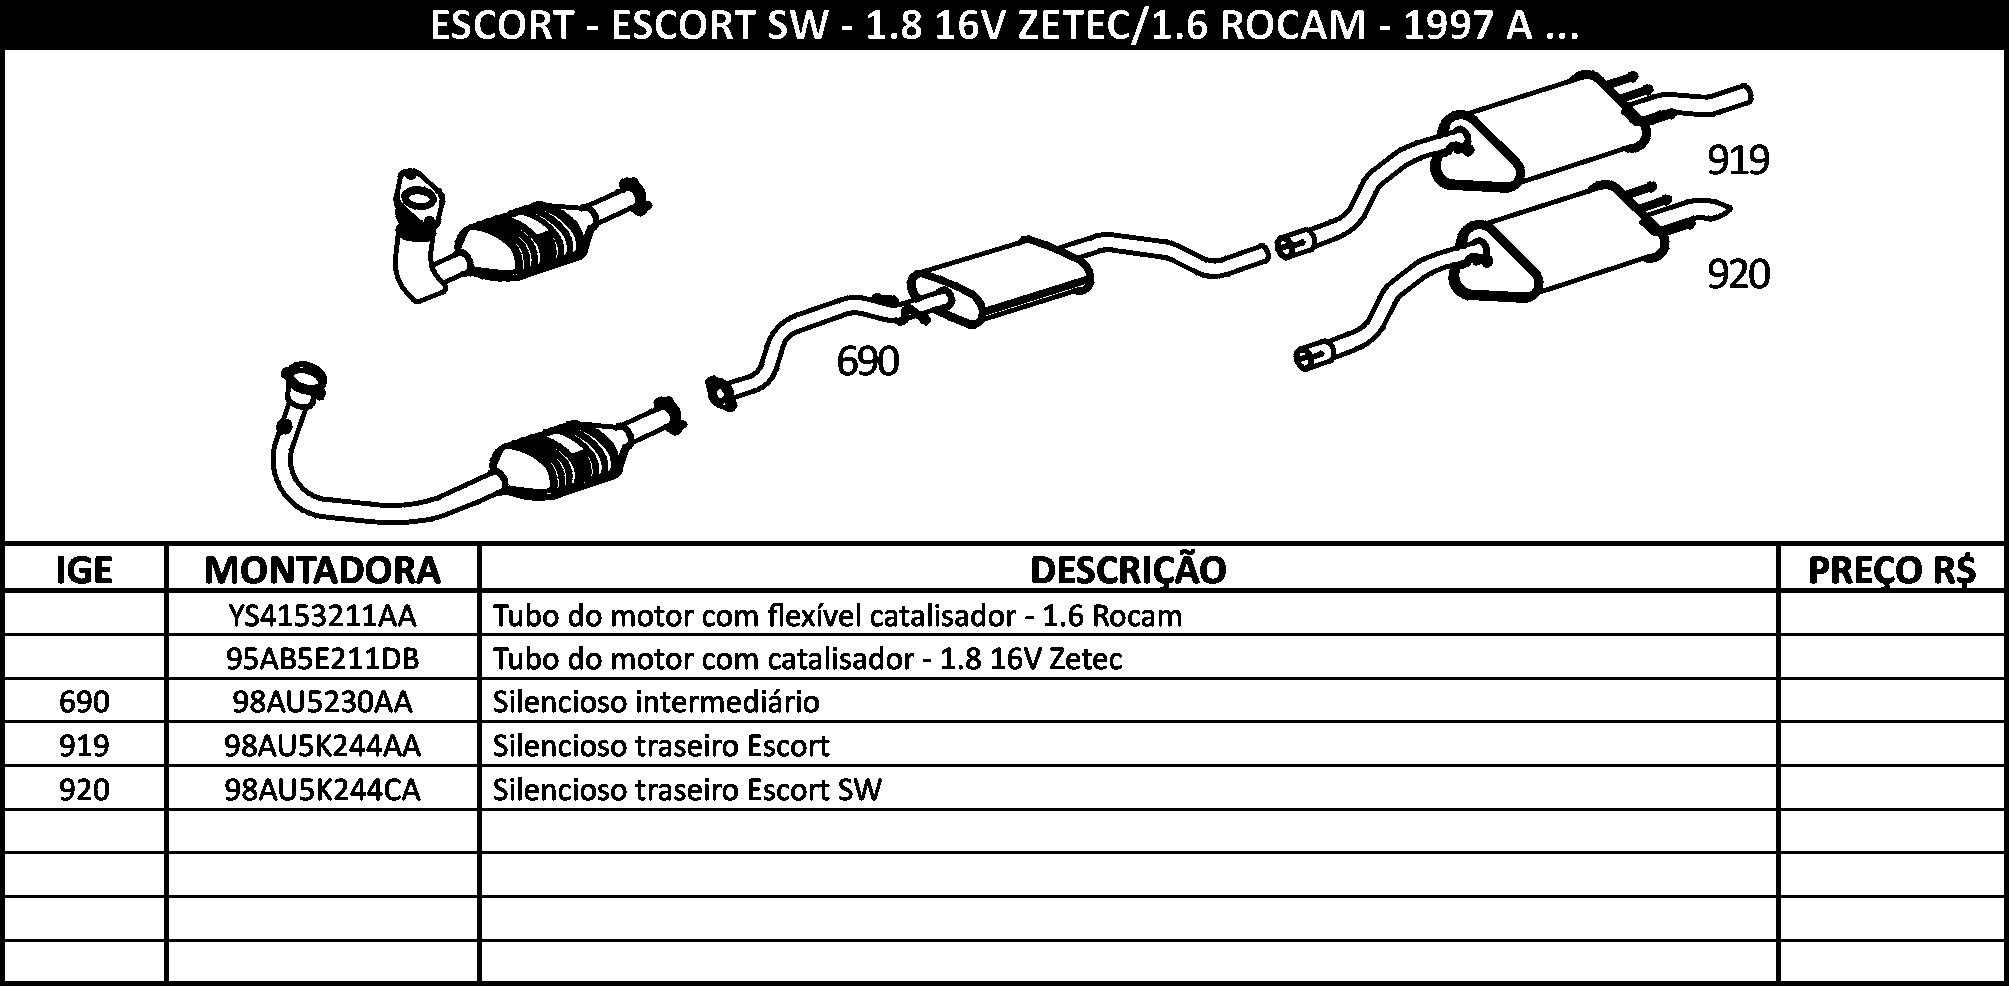 ESCORT - ESCORT SW - 1.8 16V ZETEC/1.6 ROCAM - 1997 A ...
919
920
690
IGE MONTADORA DESCRIÇÃO PREÇO R$
YS4153211AA Tubo do motor com flexível catalisador - 1.6 Rocam
95AB5E211DB Tubo do motor com catalisador - 1.8 16V Zetec
690 98AU5230AA Silencioso intermediário
919 98AU5K244AA Silencioso traseiro Escort
920 98AU5K244CA Silencioso traseiro Escort SW